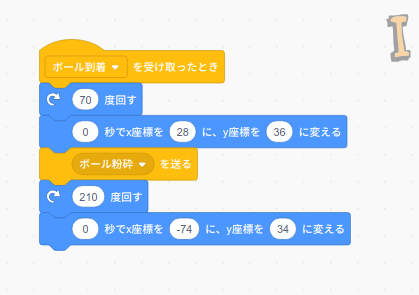 I
ボール到着 を受け取ったとき
70 度回す
0 秒でx座標を 28 に、y座標を 36 に変える
ボール粉砕 を送る
210 度回す
0 秒でx座標を -74 に、y座標を 34 に変える